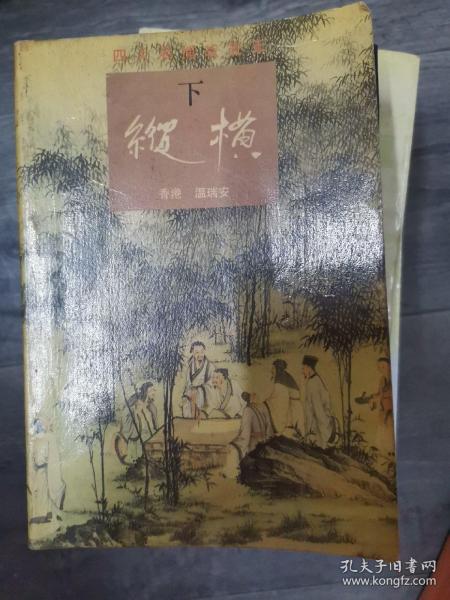 下
縱橫
香港 溫瑞安
孔夫子旧书网
www.kongfz.com